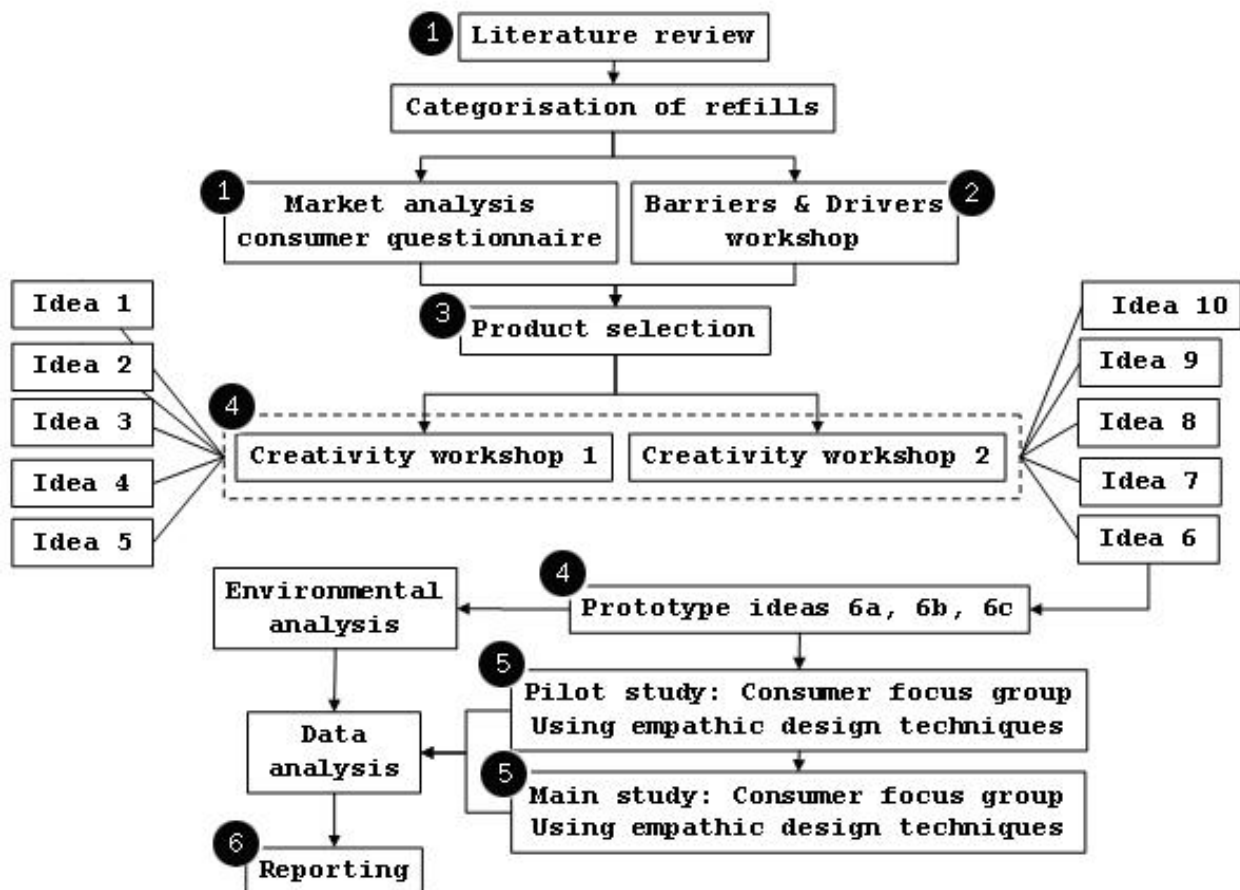 1
Literature review
Categorisation of refills
1
Market analysis
consumer questionnaire
Barriers & Drivers
workshop
2
3
Product selection
Idea 1
Idea 2
Idea 3
Idea 4
Idea 5
4
Creativity workshop 1
Creativity workshop 2
Idea 10
Idea 9
Idea 8
Idea 7
Idea 6
4
Prototype ideas 6a, 6b, 6c
Environmental
analysis
5
Pilot study: Consumer focus group
Using empathic design techniques
Data
analysis
5
Main study: Consumer focus group
Using empathic design techniques
6
Reporting